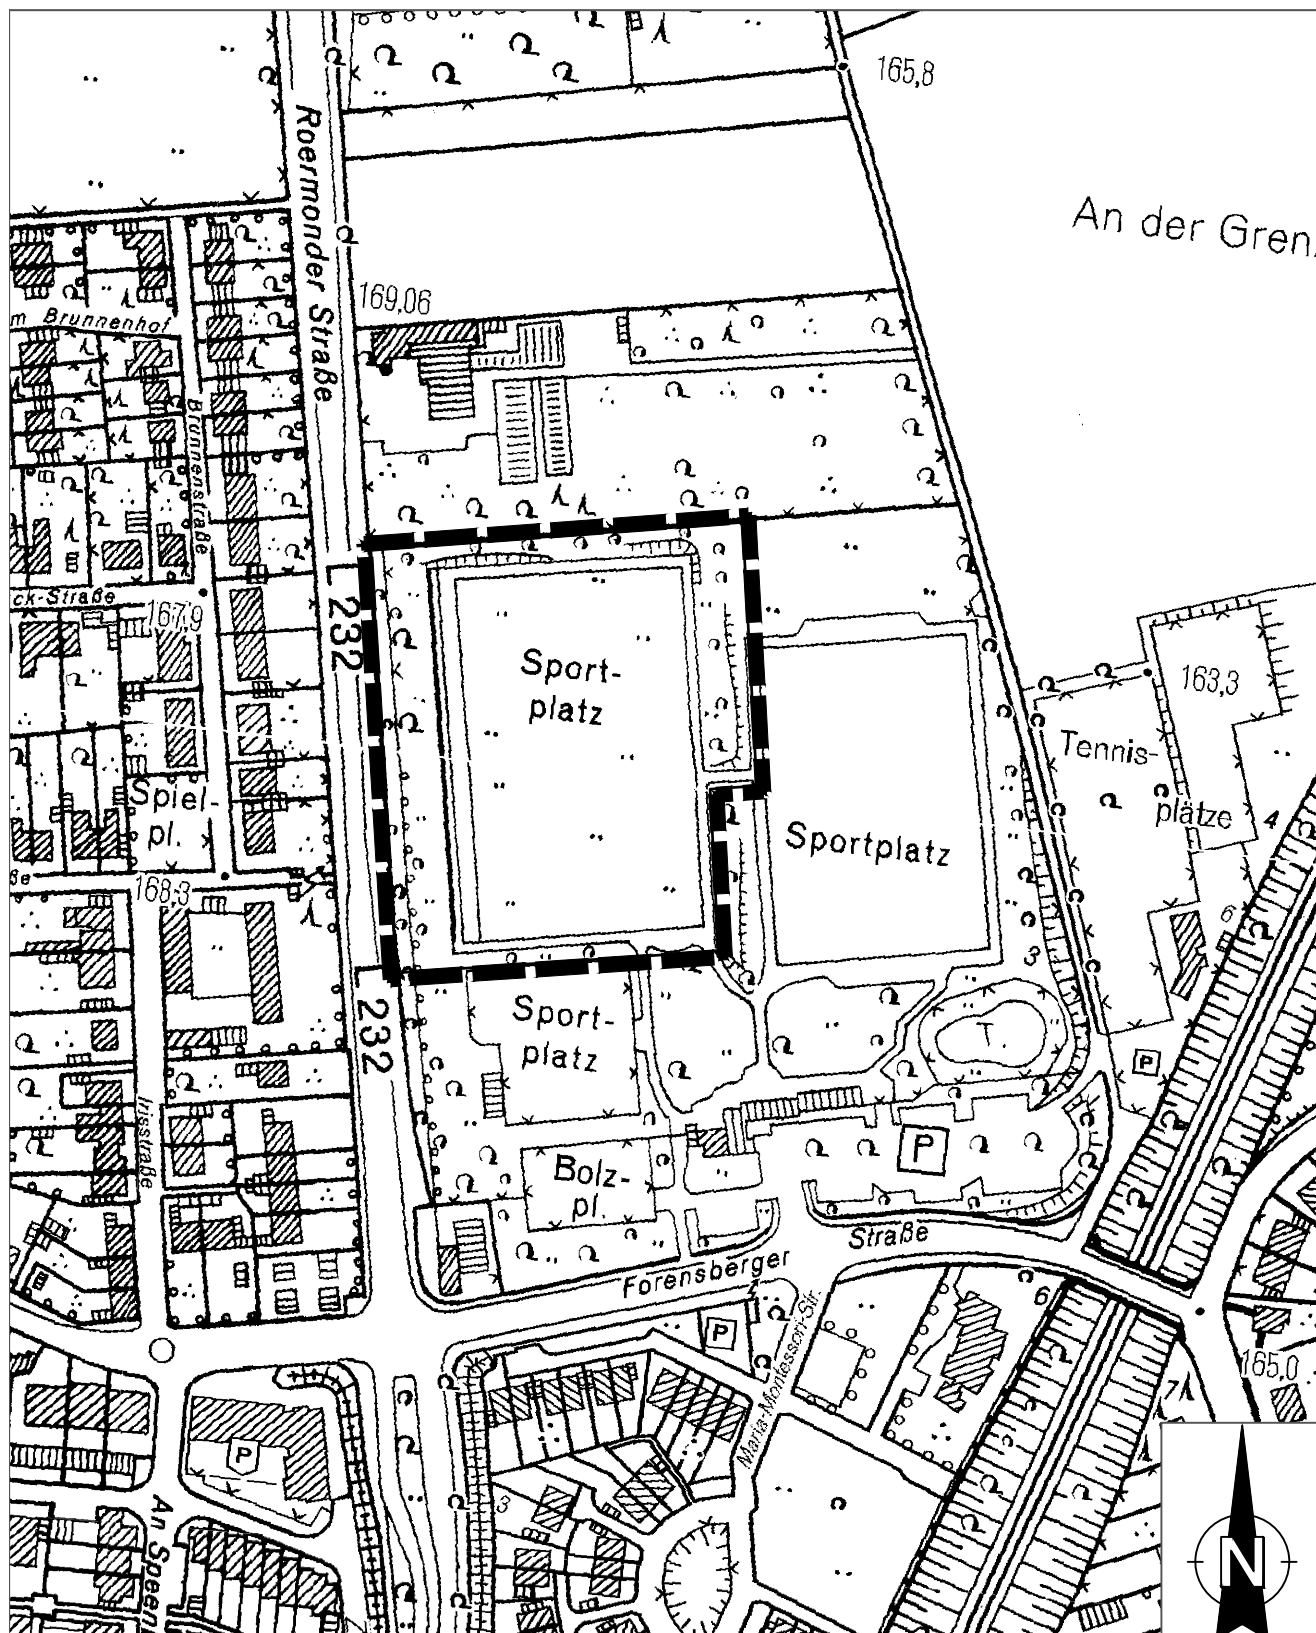 165,8
An der Gren
Roermonder Straße
169,06
m Brunnenhof
Brunnenstraße
ck-Straße
167,9
232
Sport-
platz
163,3
Tennis-
plätze
Spiel-
pl.
Sportplatz
4
ße
168,3
6
3
232
Sport-
platz
T.
P
Irisstraße
P
Bolz-
pl.
Straße
Forensberger
6
P
Maria-Montessori-Str.
165,0
7
P
3
An Speen
N